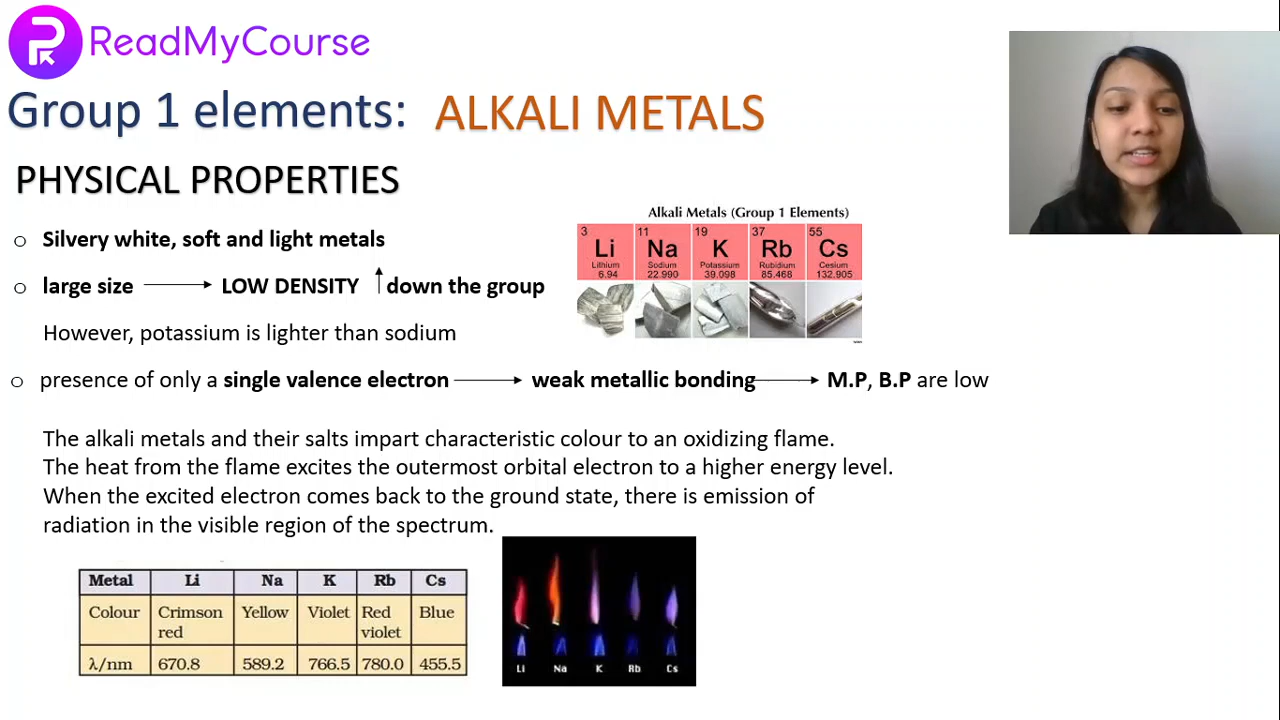 ReadMyCourse
Group 1 elements: ALKALI METALS
PHYSICAL PROPERTIES
Alkali Metals (Group 1 Elements)
3 11 19 37 55
Li Na K Rb Cs
Lithium Sodium Potassium Rubidium Cesium
6.94 22.990 39.098 85.468 132.905
o Silvery white, soft and light metals
o large size → LOW DENSITY ↑ down the group
However, potassium is lighter than sodium
o presence of only a single valence electron → weak metallic bonding → M.P, B.P are low
The alkali metals and their salts impart characteristic colour to an oxidizing flame.
The heat from the flame excites the outermost orbital electron to a higher energy level.
When the excited electron comes back to the ground state, there is emission of
radiation in the visible region of the spectrum.
Metal Li Na K Rb Cs
Colour Crimson Yellow Violet Red Blue
red violet
λ/nm 670.8 589.2 766.5 780.0 455.5
Li Na K Rb Cs